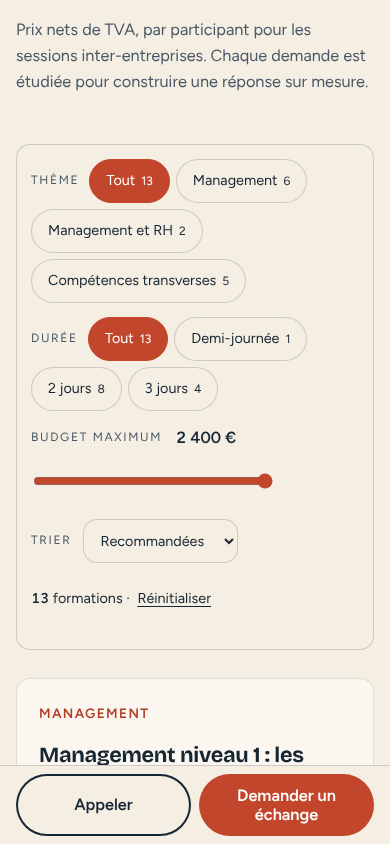 Prix nets de TVA, par participant pour les
sessions inter-entreprises. Chaque demande est
étudiée pour construire une réponse sur mesure.
THÈME Tout 13 Management 6
Management et RH 2
Compétences transverses 5
DURÉE Tout 13 Demi-journée 1
2 jours 8 3 jours 4
BUDGET MAXIMUM 2 400 €
TRIER Recommandées
13 formations · Réinitialiser
MANAGEMENT
Management niveau 1 : les
Appeler
Demander un
échange